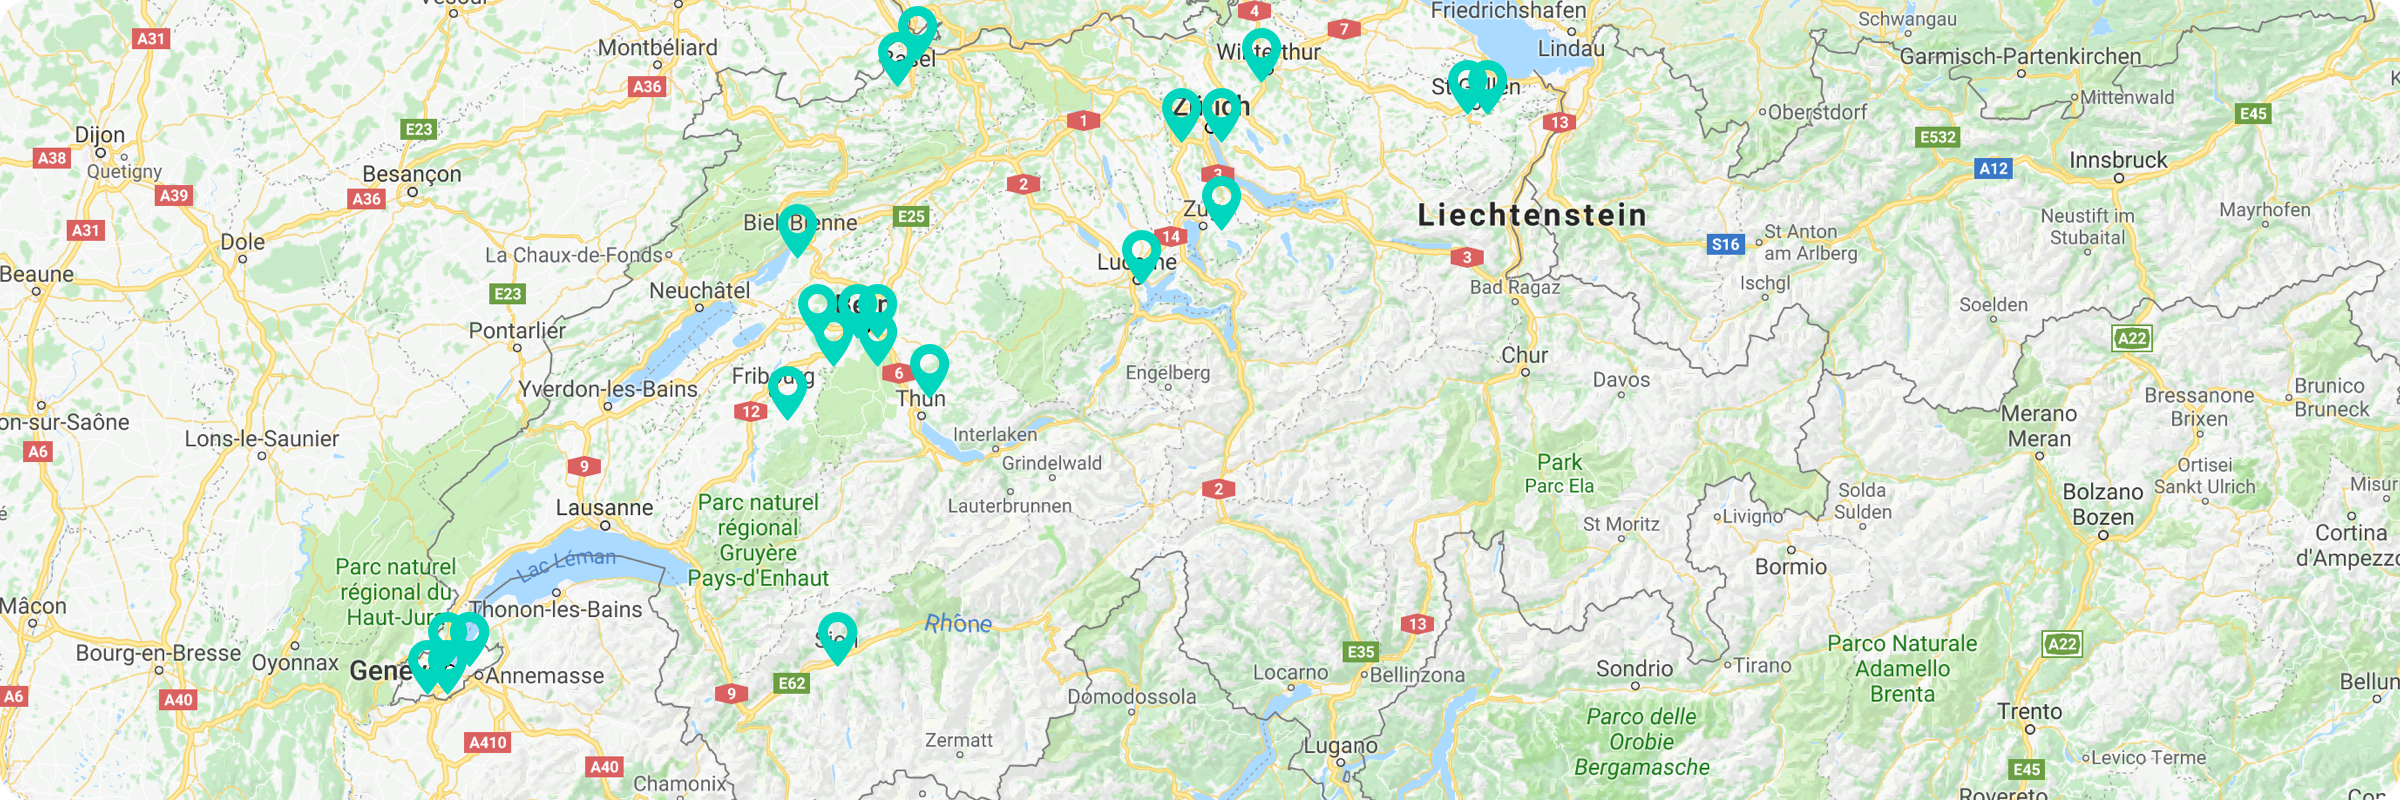 Vesoul
4
Friedrichshafen
Schwangau
A31
7
Montbéliard
Winterthur
Lindau
Garmisch-Partenkirchen
Basel
A36
St Gallen
Mittenwald
Zürich
Oberstdorf
E45
1
13
E23
E532
Dijon
A38
Quetigny
Besançon
A12
Innsbruck
3
2
A39
A36
Zug
Liechtenstein
Neustift im
Stubaital
Mayrhofen
Biel/Bienne
E25
A31
14
S16
St Anton
am Arlberg
Dole
La Chaux-de-Fonds
Lucerne
3
Beaune
Neuchâtel
E23
Bad Ragaz
Ischgl
Soelden
Bern
Pontarlier
A22
Chur
Engelberg
Fribourg
6
Davos
Yverdon-les-Bains
Thun
Bressanone
Brixen
Brunico
Bruneck
12
Merano
Meran
on-sur-Saône
Lons-le-Saunier
Interlaken
A6
9
Grindelwald
Park
Parc Ela
Ortisei
Sankt Ulrich
2
Lausanne
Parc naturel
régional
Gruyère
Pays-d'Enhaut
Lauterbrunnen
St Moritz
Livigno
Solda
Sulden
Bolzano
Bozen
Cortina
d'Ampezzo
Lac Léman
Parc naturel
régional du
Haut-Jura
Bormio
Mâcon
Thonon-les-Bains
Rhône
13
Sion
Bourg-en-Bresse
Oyonnax
Geneva
Annemasse
E35
Parco Naturale
Adamello
Brenta
A22
Locarno
Bellinzona
Sondrio
Tirano
E62
9
A6
A40
Domodossola
Trento
Parco delle
Orobie
Bergamasche
A410
Zermatt
Lugano
Levico Terme
A40
E45
Chamonix
Rovereto